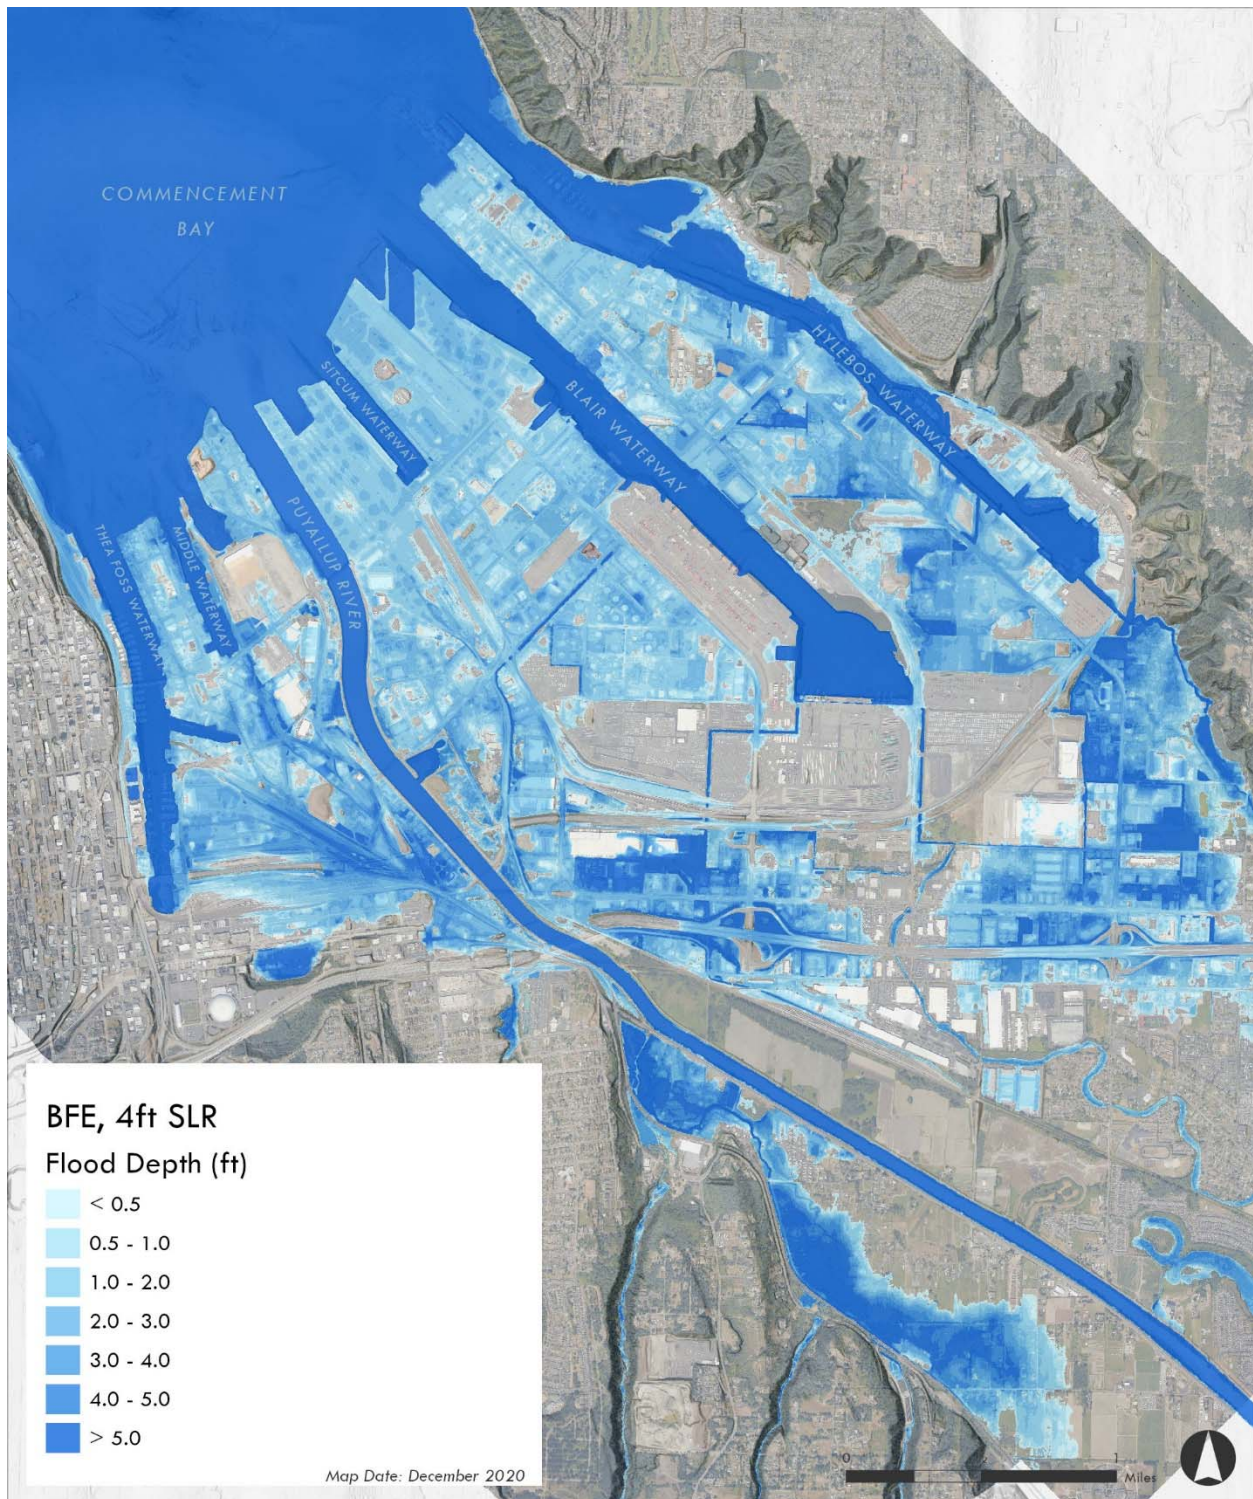 COMMENCEMENT
BAY
HYLEBOS WATERWAY
BLAIR WATERWAY
SITCUM WATERWAY
PUYALLUP RIVER
MIDDLE WATERWAY
THEA FOSS WATERWAY
BFE, 4ft SLR
Flood Depth (ft)
< 0.5
0.5 - 1.0
1.0 - 2.0
2.0 - 3.0
3.0 - 4.0
4.0 - 5.0
> 5.0
Map Date: December 2020
0 1
Miles